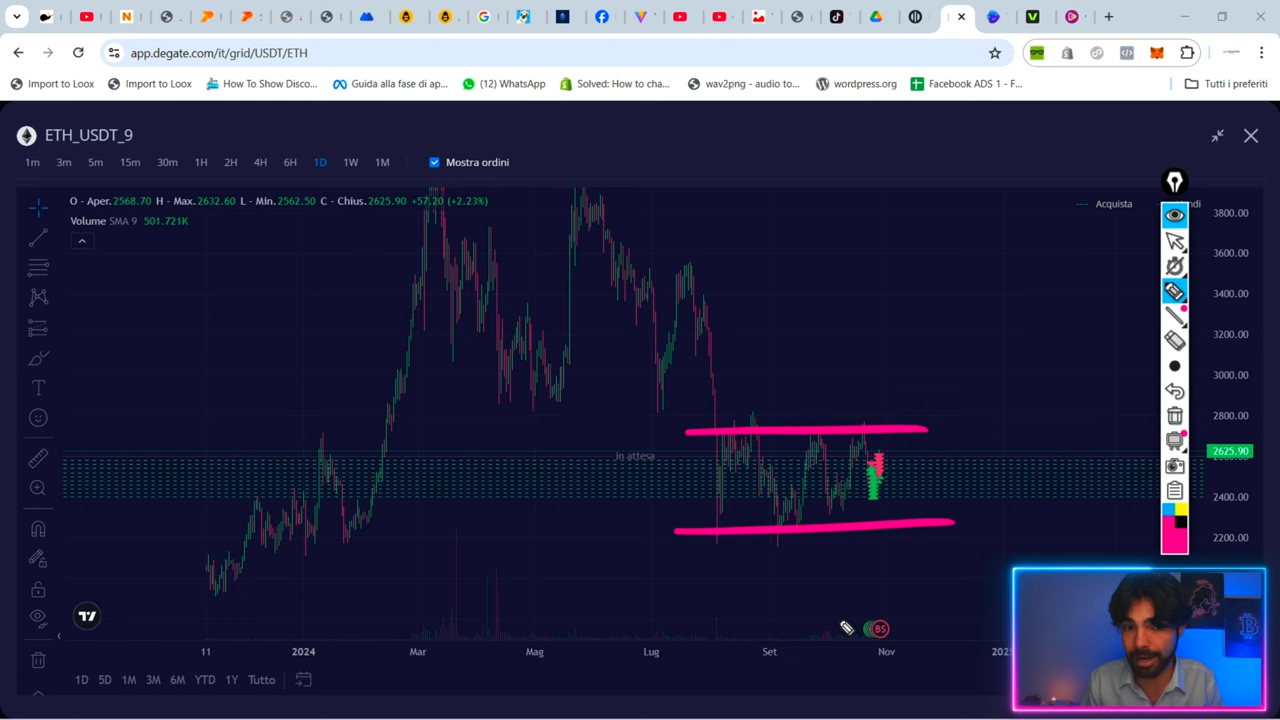 app.degate.com/it/grid/USDT/ETH
Import to Loox
Import to Loox
How To Show Disco...
Guida alla fase di ap...
(12) WhatsApp
Solved: How to cha...
wav2png - audio to...
wordpress.org
Facebook ADS 1 - F...
Tutti i preferiti
ETH_USDT_9
1m 3m 5m 15m 30m 1H 2H 4H 6H 1D 1W 1M Mostra ordini
O - Aper. 2568.70 H - Max. 2632.60 L - Min. 2562.50 C - Chius. 2625.90 +57.20 (+2.23%)
Volume SMA 9 501.721K
Acquista
3800.00
3600.00
3400.00
3200.00
3000.00
2800.00
2625.90
2400.00
2200.00
In attesa
BS
11 2024 Mar Mag Lug Set Nov
1D 5D 1M 3M 6M YTD 1Y Tutto